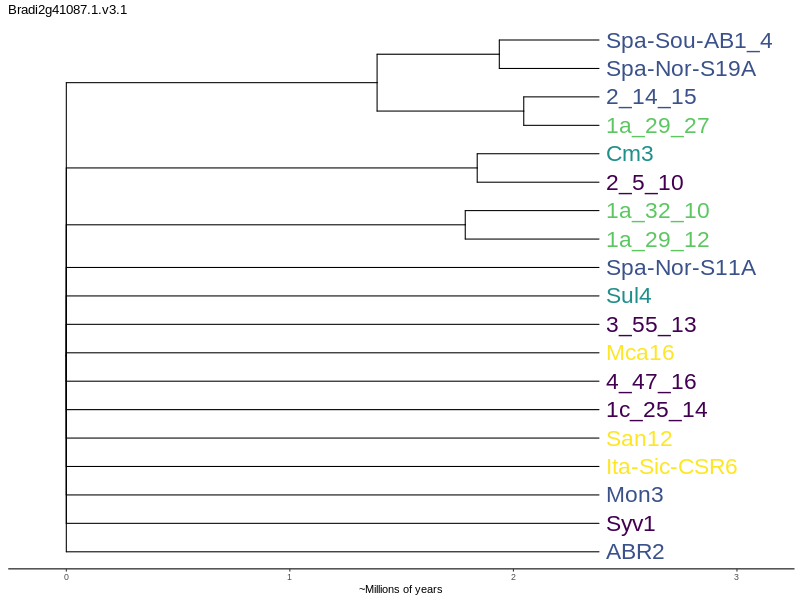 Bradi2g41087.1.v3.1
Spa-Sou-AB1_4
Spa-Nor-S19A
2_14_15
1a_29_27
Cm3
2_5_10
1a_32_10
1a_29_12
Spa-Nor-S11A
Sul4
3_55_13
Mca16
4_47_16
1c_25_14
San12
Ita-Sic-CSR6
Mon3
Syv1
ABR2
0 1 2 3
~Millions of years